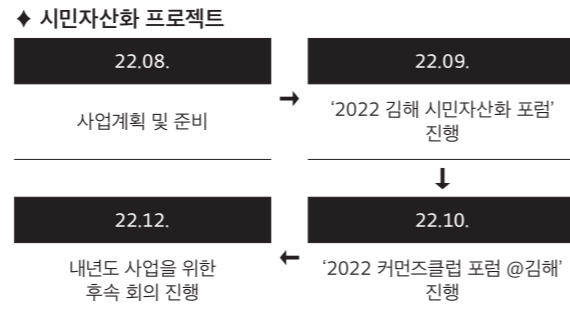 ♦ 시민자산화 프로젝트
22.08.
사업계획 및 준비
→
22.09.
‘2022 김해 시민자산화 포럼’
진행
↓
22.10.
‘2022 커먼즈클럽 포럼 @김해’
진행
←
22.12.
내년도 사업을 위한
후속 회의 진행